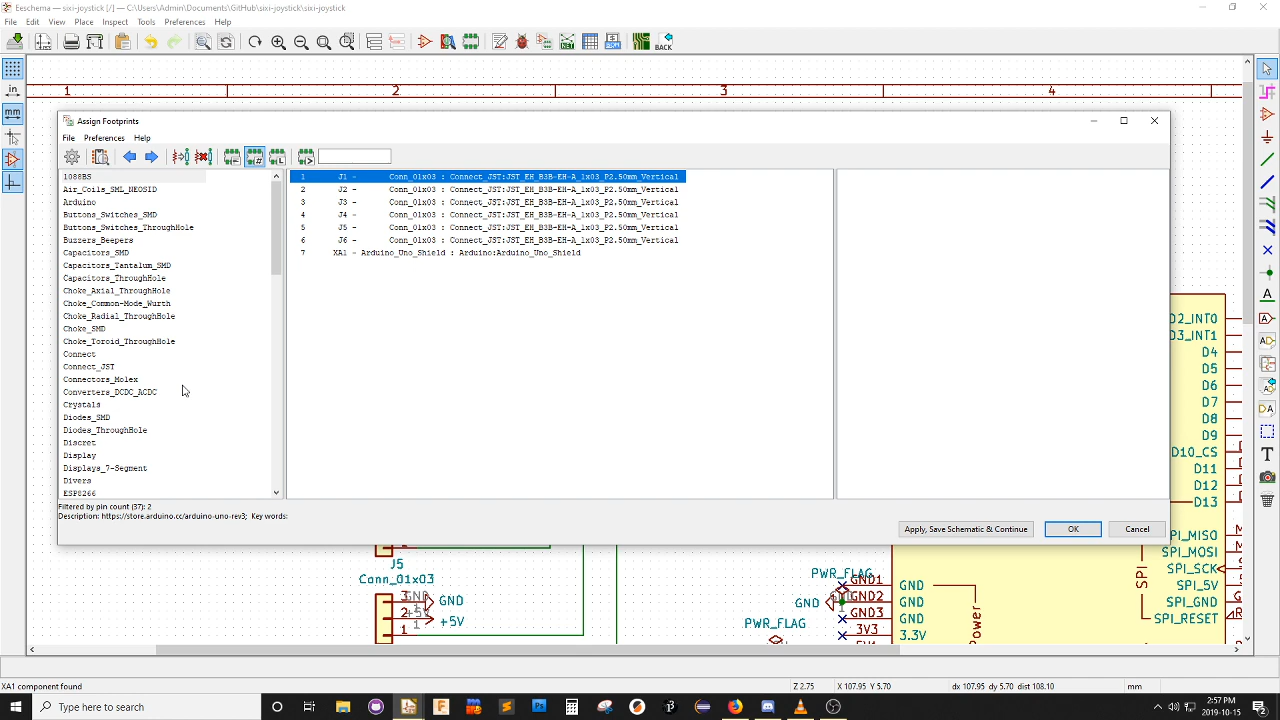 Eeschema — sixi-joystick [/] — C:\Users\Admin\Documents\GitHub\sixi-joystick\sixi-joystick
File Edit View Place Inspect Tools Preferences Help
BACK
in
mm
1 2 3 4
Assign Footprints
File Preferences Help
1088BS
Air_Coils_SML_NEOSID
Arduino
Buttons_Switches_SMD
Buttons_Switches_ThroughHole
Buzzers_Beepers
Capacitors_SMD
Capacitors_Tantalum_SMD
Capacitors_ThroughHole
Choke_Axial_ThroughHole
Choke_Common-Mode_Wurth
Choke_Radial_ThroughHole
Choke_SMD
Choke_Toroid_ThroughHole
Connect
Connect_JST
Connectors_Molex
Converters_DCDC_ACDC
Crystals
Diodes_SMD
Diodes_ThroughHole
Discret
Display
Displays_7-Segment
Divers
ESP8266
1 J1 - Conn_01x03 : Connect_JST:JST_EH_B3B-EH-A_1x03_P2.50mm_Vertical
2 J2 - Conn_01x03 : Connect_JST:JST_EH_B3B-EH-A_1x03_P2.50mm_Vertical
3 J3 - Conn_01x03 : Connect_JST:JST_EH_B3B-EH-A_1x03_P2.50mm_Vertical
4 J4 - Conn_01x03 : Connect_JST:JST_EH_B3B-EH-A_1x03_P2.50mm_Vertical
5 J5 - Conn_01x03 : Connect_JST:JST_EH_B3B-EH-A_1x03_P2.50mm_Vertical
6 J6 - Conn_01x03 : Connect_JST:JST_EH_B3B-EH-A_1x03_P2.50mm_Vertical
7 XA1 - Arduino_Uno_Shield : Arduino:Arduino_Uno_Shield
Filtered by pin count (37): 2
Description: https://store.arduino.cc/arduino-uno-rev3; Key words:
Apply, Save Schematic & Continue
OK
Cancel
D2_INT0
D3_INT1
D4
D5
D6
D7
D8
D9
D10_CS
D11
D12
D13
SPI_MISO
SPI_MOSI
SPI_SCK
SPI_5V
SPI_GND
SPI_RESET
SPI
J5
Conn_01x03
3 GND
2 +5V
1
GND
+5V
PWR_FLAG
GND
PWR_FLAG
GND1 GND
GND2 GND
GND3 GND
3V3 3.3V
Power
XA1 component found
Z 2.75
X 107.95 Y 5.70
dx 107.95 dy 5.70 dist 108.10
mm
Type here to search
2:57 PM
2019-10-15